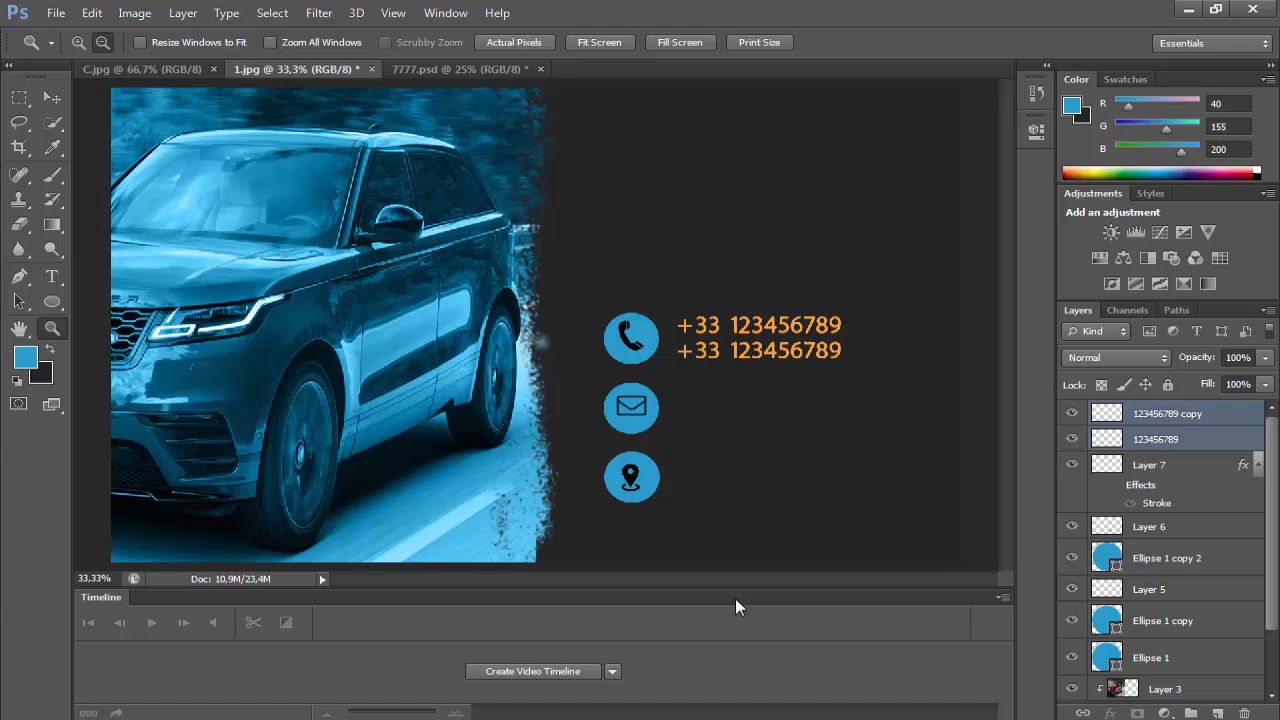 Ps File Edit Image Layer Type Select Filter 3D View Window Help
Resize Windows to Fit Zoom All Windows Scrubby Zoom Actual Pixels Fit Screen Fill Screen Print Size Essentials
C.jpg @ 66,7% (RGB/8) × 1.jpg @ 33,3% (RGB/8) * × 7777.psd @ 25% (RGB/8) * ×
Color Swatches
R 40
G 155
B 200
Adjustments Styles
Add an adjustment
+33 123456789
+33 123456789
Layers Channels Paths
Kind
Normal Opacity: 100%
Lock: Fill: 100%
123456789 copy
123456789
Layer 7 fx
Effects
Stroke
Layer 6
Ellipse 1 copy 2
Layer 5
Ellipse 1 copy
Ellipse 1
Layer 3
33,33% Doc: 10,9M/23,4M
Timeline
Create Video Timeline